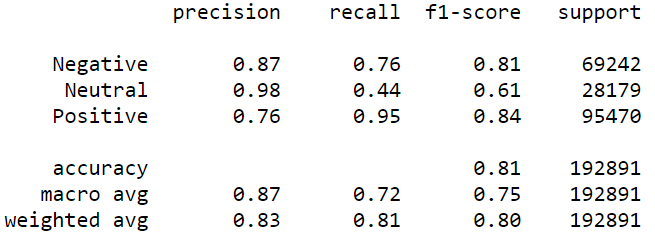 precision recall f1-score support
Negative 0.87 0.76 0.81 69242
Neutral 0.98 0.44 0.61 28179
Positive 0.76 0.95 0.84 95470
accuracy 0.81 192891
macro avg 0.87 0.72 0.75 192891
weighted avg 0.83 0.81 0.80 192891